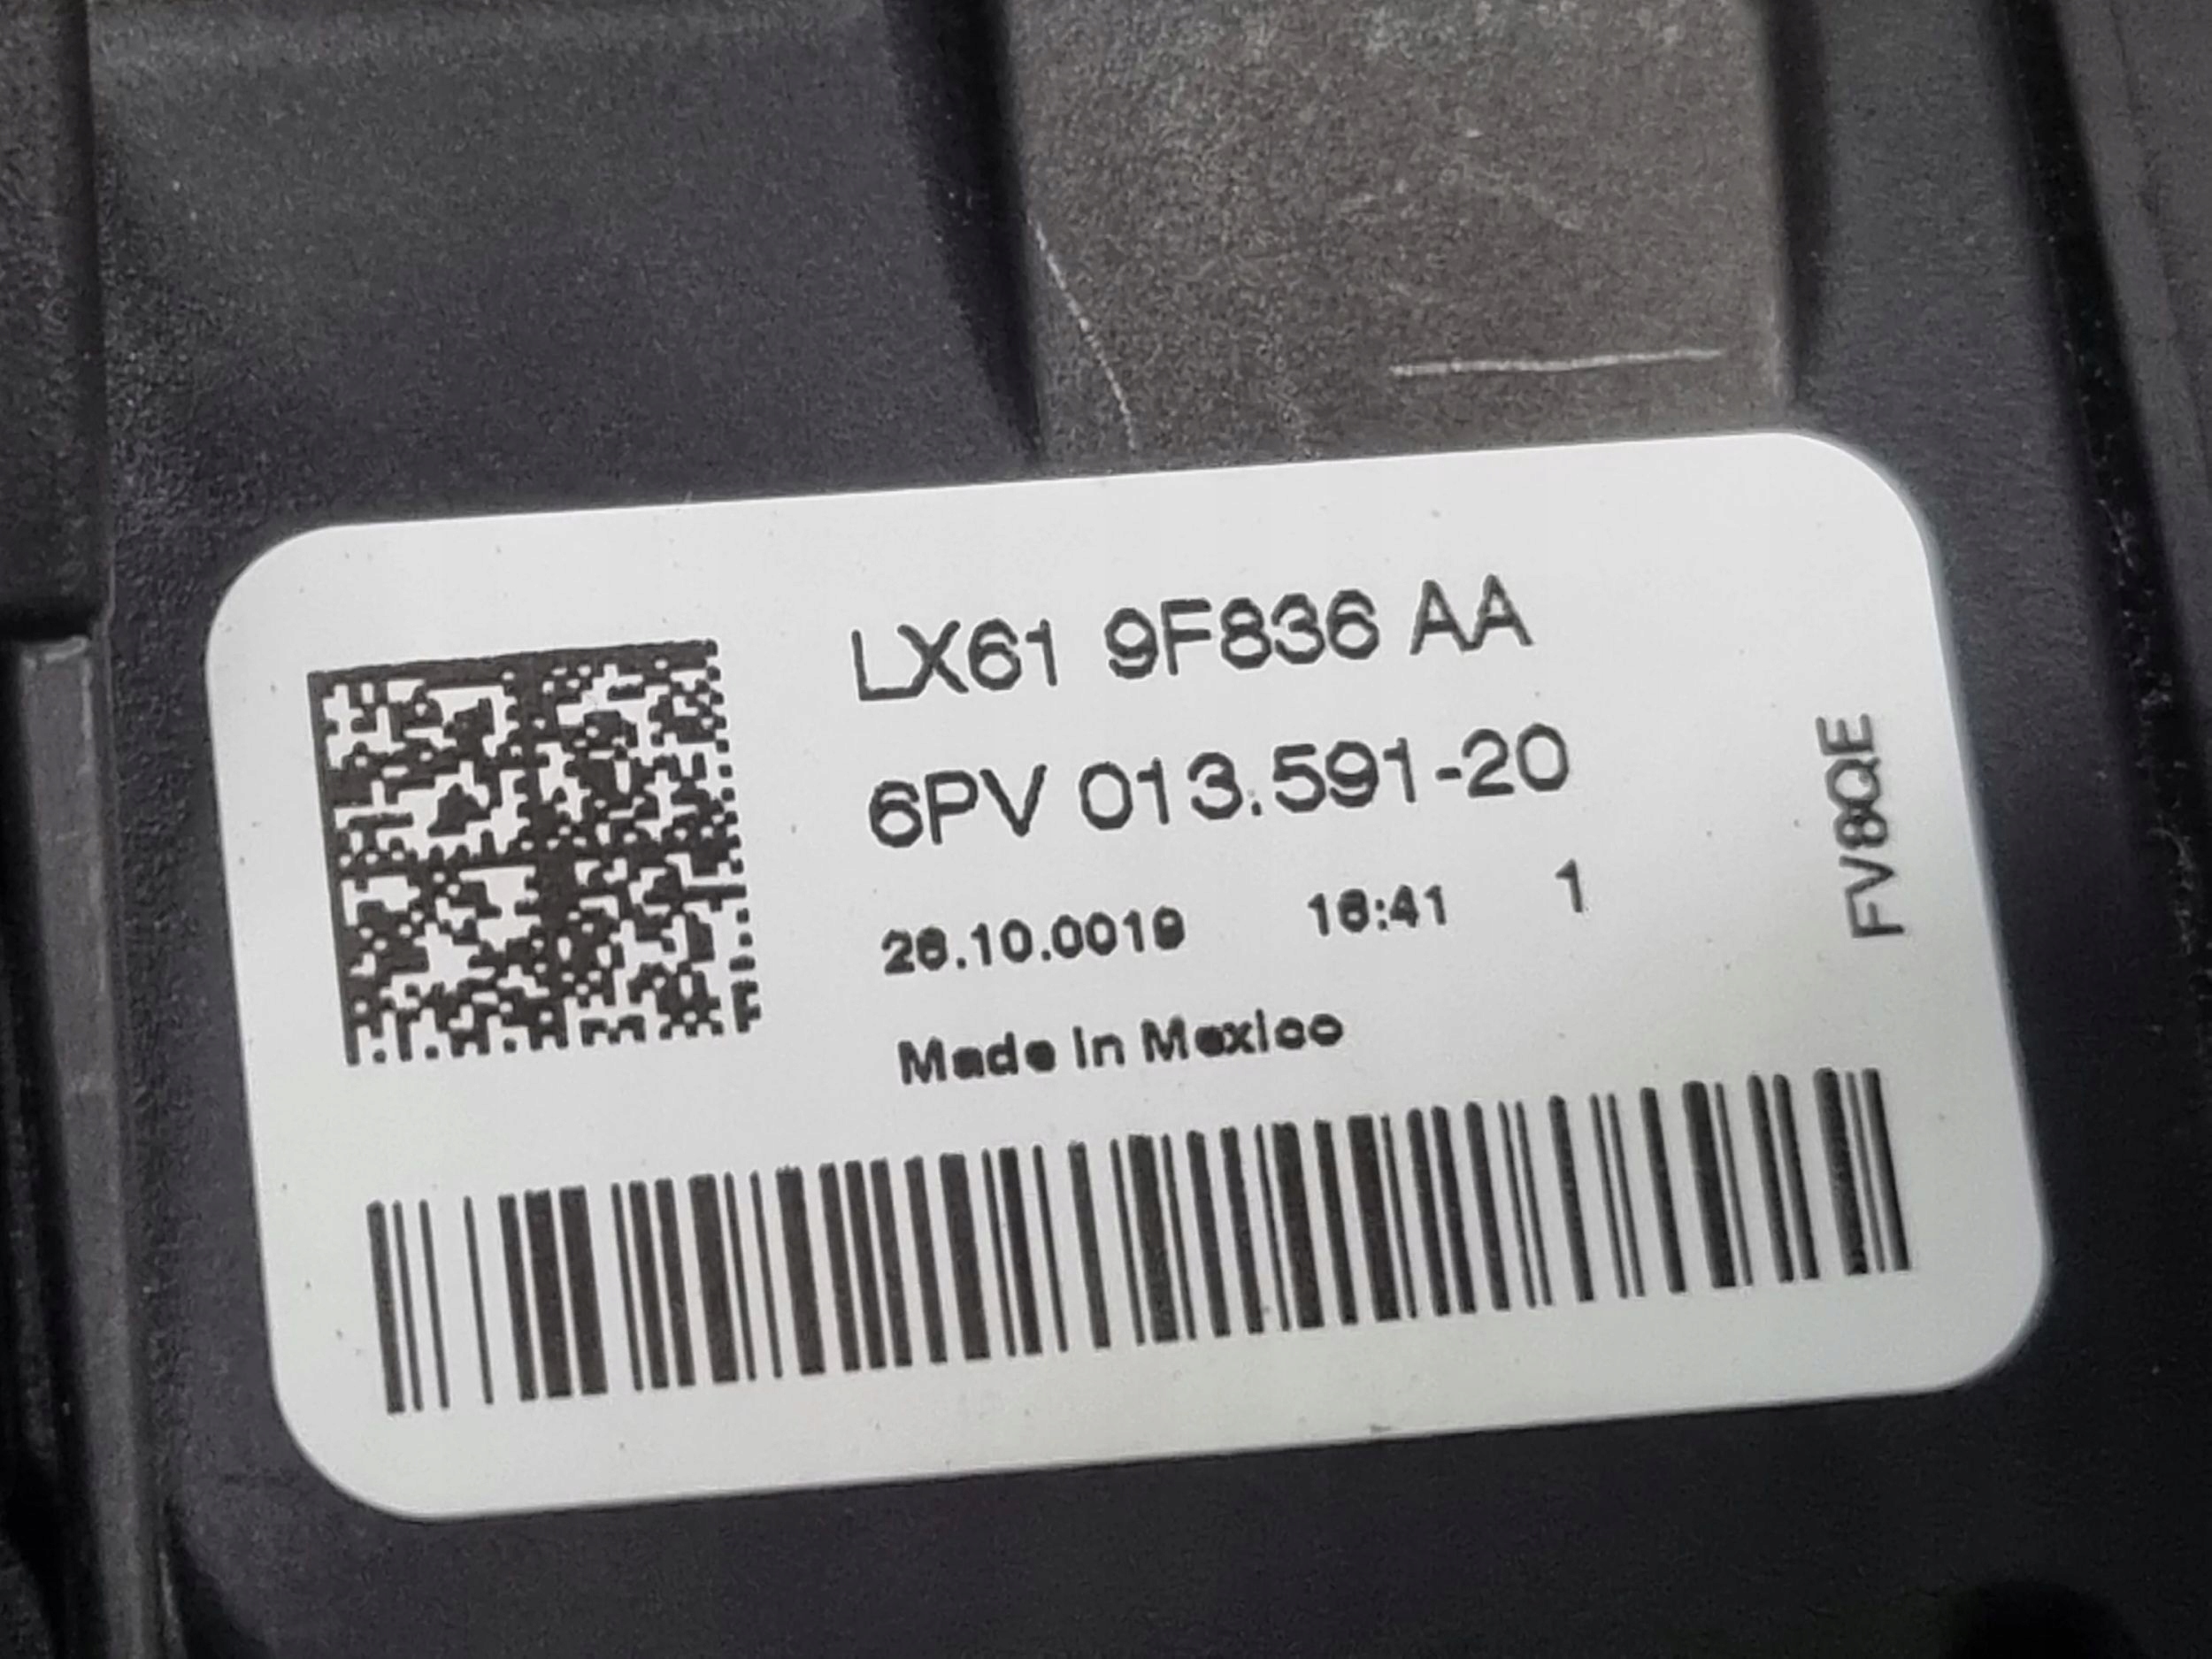 LX61 9F836 AA
6PV 013.591-20
26.10.0019 16:41 1
Made in Mexico
FV8QE